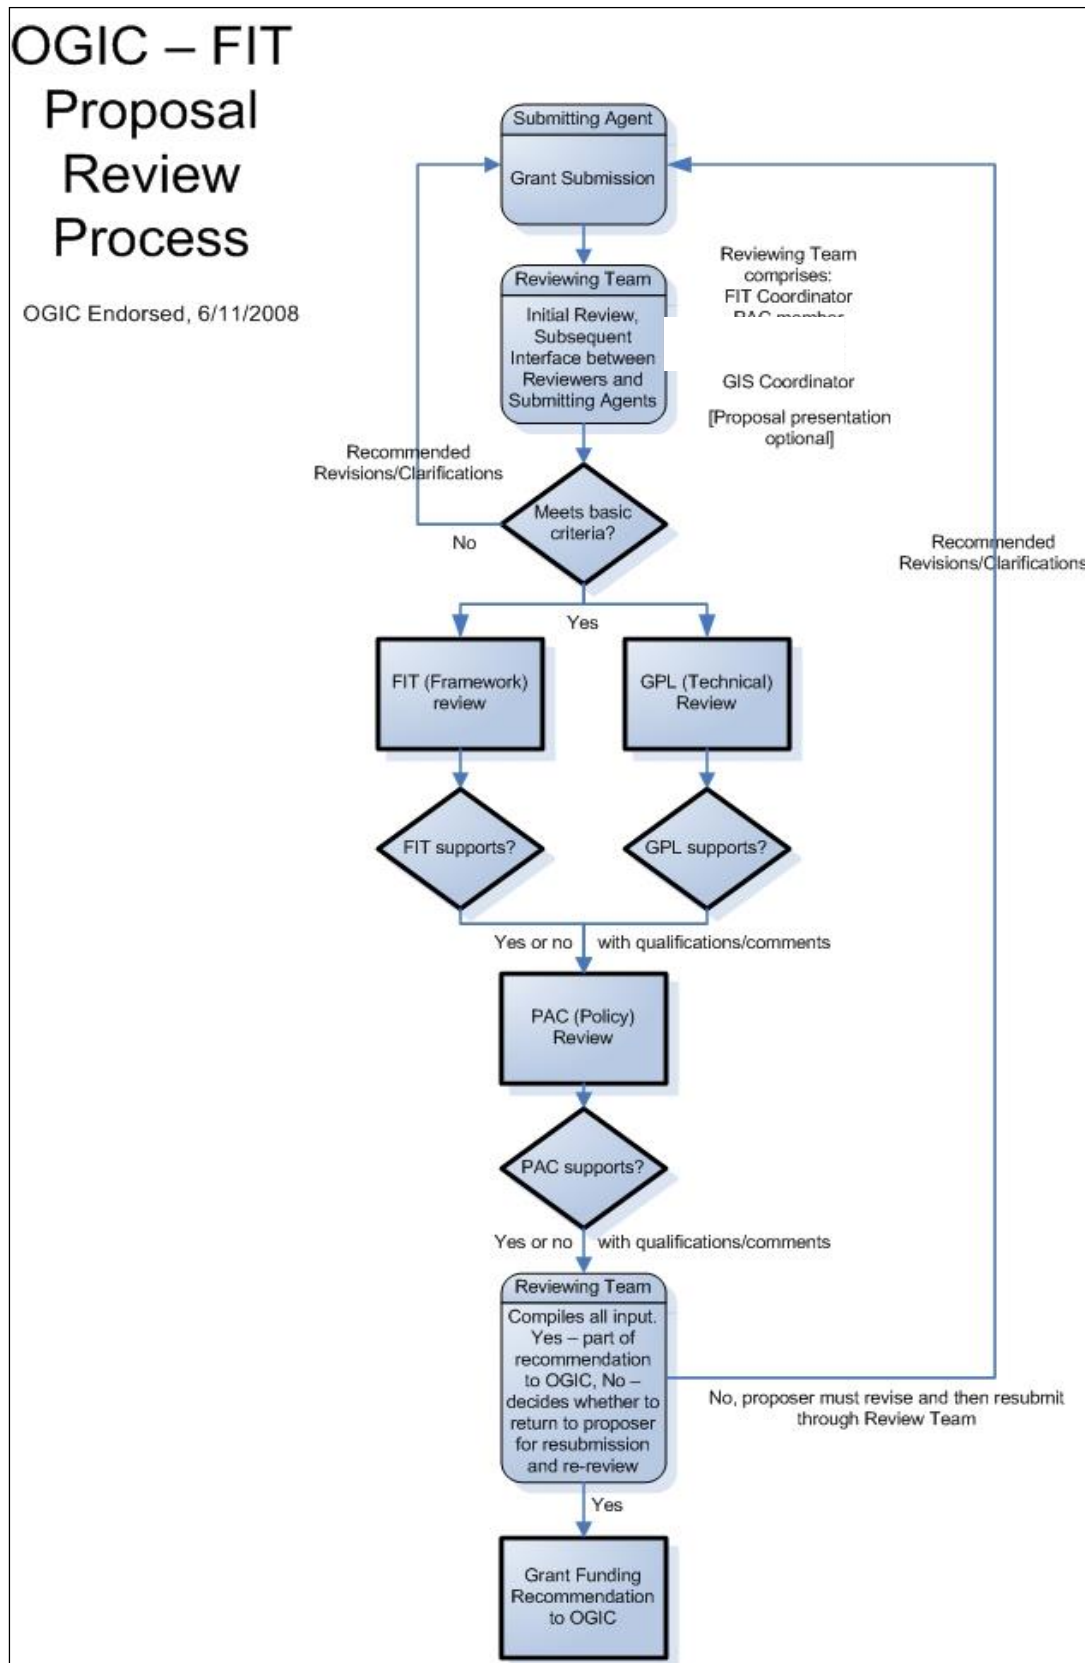 OGIC – FIT
Proposal
Review
Process
OGIC Endorsed, 6/11/2008
Submitting Agent
Grant Submission
Reviewing Team
Initial Review,
Subsequent
Interface between
Reviewers and
Submitting Agents
Reviewing Team
comprises:
FIT Coordinator
PAC member
GIS Coordinator
[Proposal presentation
optional]
Recommended
Revisions/Clarifications
Meets basic
criteria?
No
Yes
Recommended
Revisions/Clarifications
FIT (Framework)
review
GPL (Technical)
Review
FIT supports?
GPL supports?
Yes or no
with qualifications/comments
PAC (Policy)
Review
PAC supports?
Yes or no
with qualifications/comments
Reviewing Team
Compiles all input.
Yes – part of
recommendation
to OGIC, No –
decides whether to
return to proposer
for resubmission
and re-review
No, proposer must revise and then resubmit
through Review Team
Yes
Grant Funding
Recommendation
to OGIC